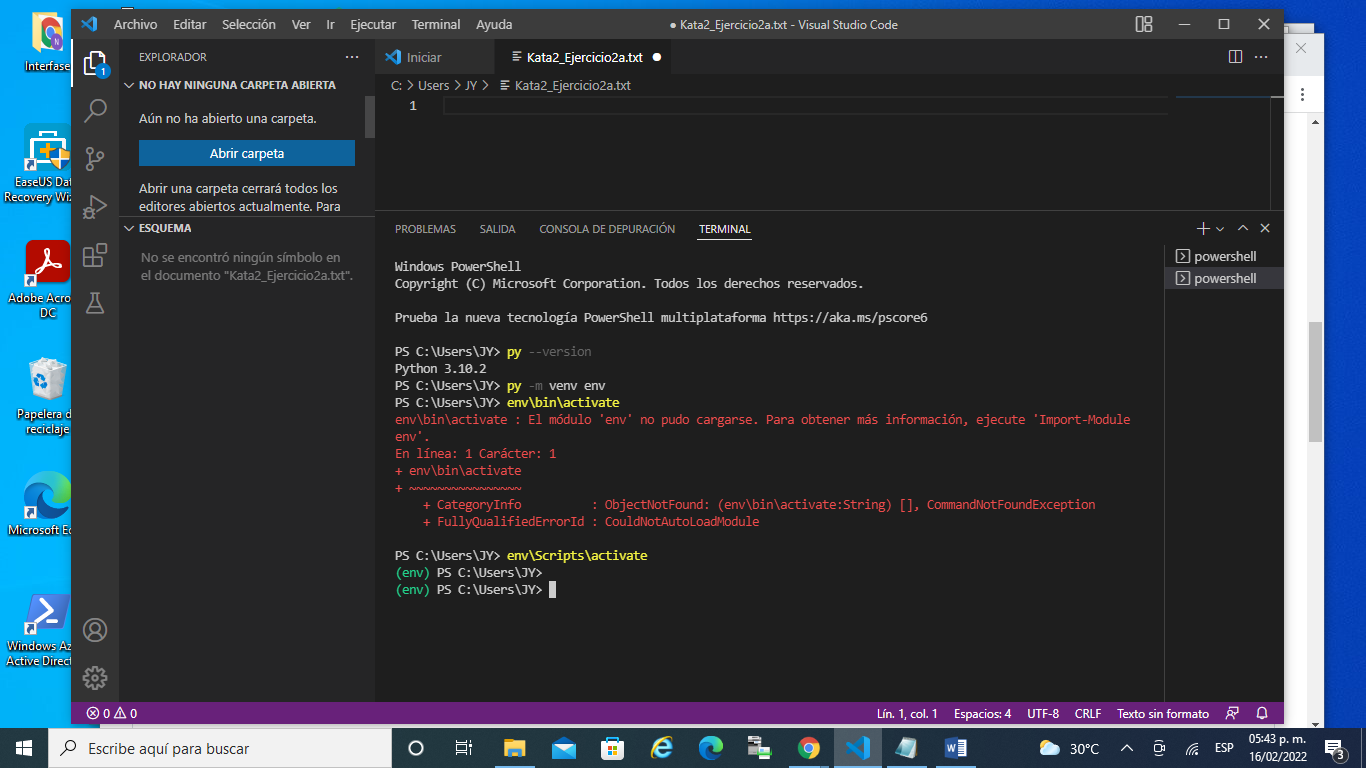 Archivo Editar Selección Ver Ir Ejecutar Terminal Ayuda
● Kata2_Ejercicio2a.txt - Visual Studio Code
Interfase
EaseUS Dat
Recovery Wiz
Adobe Acro
DC
Papelera d
reciclaje
Microsoft Ed
Windows Az
Active Direct
1
EXPLORADOR
NO HAY NINGUNA CARPETA ABIERTA
Aún no ha abierto una carpeta.
Abrir carpeta
Abrir una carpeta cerrará todos los
editores abiertos actualmente. Para
ESQUEMA
No se encontró ningún símbolo en
el documento "Kata2_Ejercicio2a.txt".
Iniciar
Kata2_Ejercicio2a.txt
C: > Users > JY > Kata2_Ejercicio2a.txt
1
PROBLEMAS SALIDA CONSOLA DE DEPURACIÓN TERMINAL
powershell
powershell
Windows PowerShell
Copyright (C) Microsoft Corporation. Todos los derechos reservados.
Prueba la nueva tecnología PowerShell multiplataforma https://aka.ms/pscore6
PS C:\Users\JY> py --version
Python 3.10.2
PS C:\Users\JY> py -m venv env
PS C:\Users\JY> env\bin\activate
env\bin\activate : El módulo 'env' no pudo cargarse. Para obtener más información, ejecute 'Import-Module
env'.
En línea: 1 Carácter: 1
+ env\bin\activate
+ ~~~~~~~~~~~~~~~~
+ CategoryInfo : ObjectNotFound: (env\bin\activate:String) [], CommandNotFoundException
+ FullyQualifiedErrorId : CouldNotAutoLoadModule
PS C:\Users\JY> env\Scripts\activate
(env) PS C:\Users\JY>
(env) PS C:\Users\JY>
0 0
Lín. 1, col. 1 Espacios: 4 UTF-8 CRLF Texto sin formato
Escribe aquí para buscar
30°C
ESP
05:43 p. m.
16/02/2022
3